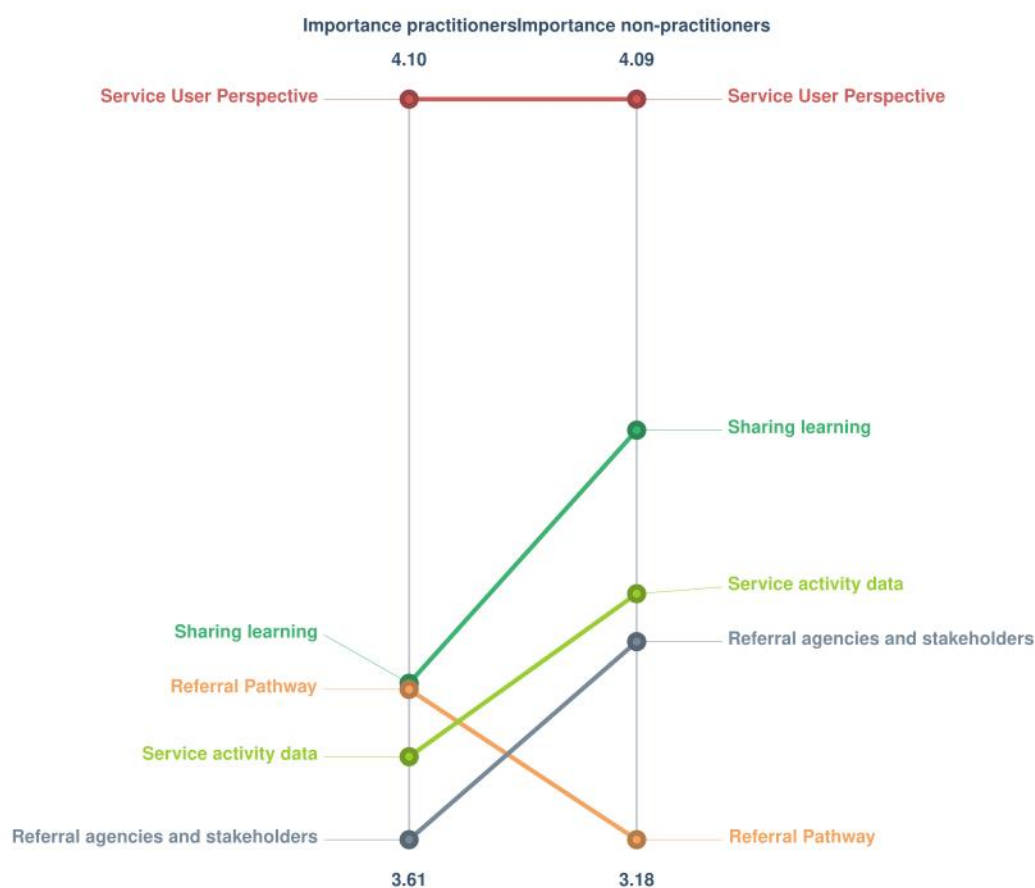 Importance practitioners Importance non-practitioners
4.10 4.09
Service User Perspective Service User Perspective
Sharing learning
Service activity data
Sharing learning
Referral agencies and stakeholders
Referral Pathway
Service activity data
Referral agencies and stakeholders Referral Pathway
3.61 3.18